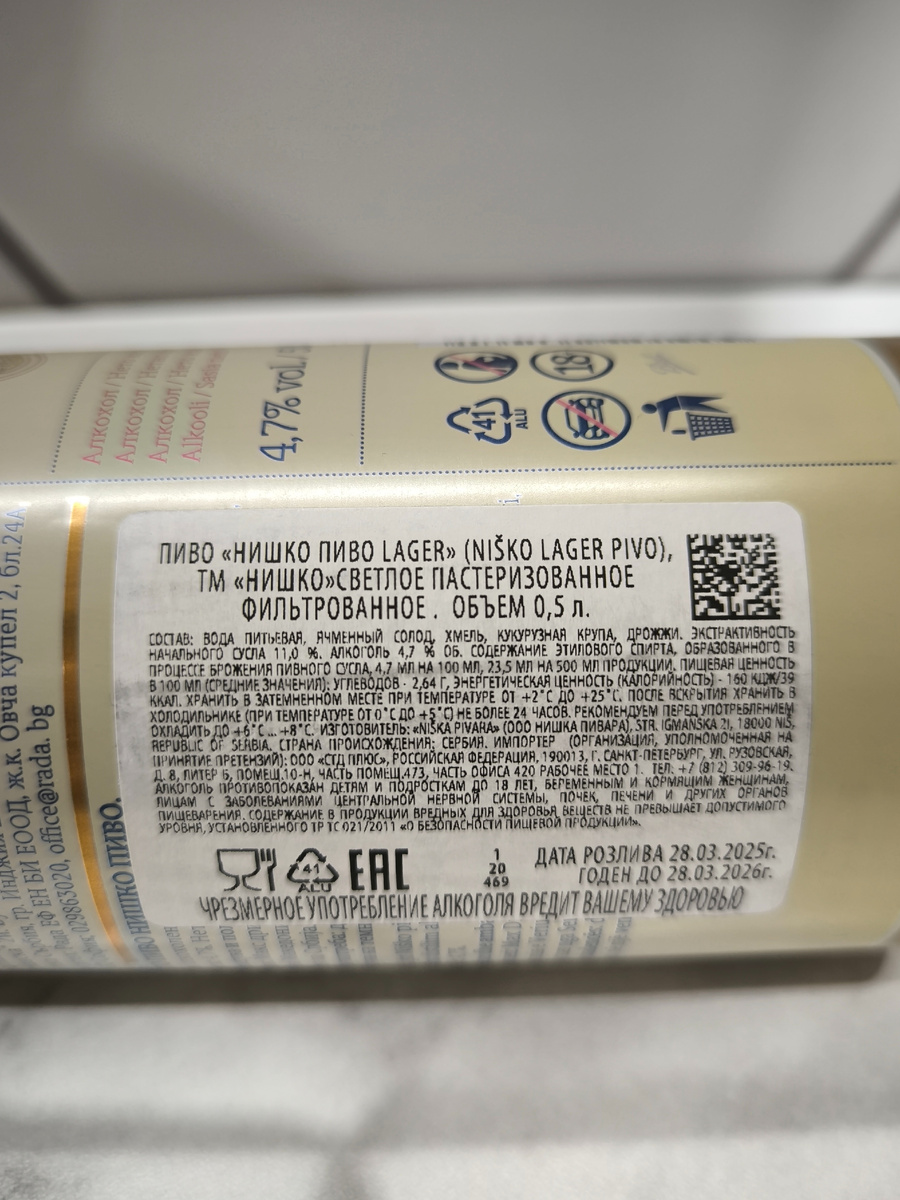 Алкохол /
Алкохол /
Алкохол /
Alkooli /
4,7% vol
18
41
ALU
ж.к. Овча купел 2, бл.24А
ЕФ ЕН БИ ЕООД,
029863020, office@rada.bg
НИШКО ПИВО.
ПИВО «НИШКО ПИВО LAGER» (NIŠKO LAGER PIVO),
ТМ «НИШКО»СВЕТЛОЕ ПАСТЕРИЗОВАННОЕ
ФИЛЬТРОВАННОЕ . ОБЪЕМ 0,5 л.
СОСТАВ: ВОДА ПИТЬЕВАЯ, ЯЧМЕННЫЙ СОЛОД, ХМЕЛЬ, КУКУРУЗНАЯ КРУПА, ДРОЖЖИ. ЭКСТРАКТИВНОСТЬ
НАЧАЛЬНОГО СУСЛА 11,0 %. АЛКОГОЛЬ 4,7 % ОБ. СОДЕРЖАНИЕ ЭТИЛОВОГО СПИРТА, ОБРАЗОВАННОГО В
ПРОЦЕССЕ БРОЖЕНИЯ ПИВНОГО СУСЛА, 4,7 МЛ НА 100 МЛ, 23,5 МЛ НА 500 МЛ ПРОДУКЦИИ. ПИЩЕВАЯ ЦЕННОСТЬ
В 100 МЛ (СРЕДНИЕ ЗНАЧЕНИЯ): УГЛЕВОДОВ - 2,64 Г, ЭНЕРГЕТИЧЕСКАЯ ЦЕННОСТЬ (КАЛОРИЙНОСТЬ) - 160 КДЖ/39
ККАЛ. ХРАНИТЬ В ЗАТЕМНЕННОМ МЕСТЕ ПРИ ТЕМПЕРАТУРЕ ОТ +2°С ДО +25°С. ПОСЛЕ ВСКРЫТИЯ ХРАНИТЬ В
ХОЛОДИЛЬНИКЕ (ПРИ ТЕМПЕРАТУРЕ ОТ 0°С ДО +5°С) НЕ БОЛЕЕ 24 ЧАСОВ. РЕКОМЕНДУЕМ ПЕРЕД УПОТРЕБЛЕНИЕМ
ОХЛАДИТЬ ДО +6°С ... +8°С. ИЗГОТОВИТЕЛЬ: «NIŠKA PIVARA» (ООО НИШКА ПИВАРА), STR. IGMANSKA 21, 18000 NIS,
REPUBLIC OF SERBIA. СТРАНА ПРОИСХОЖДЕНИЯ: СЕРБИЯ. ИМПОРТЕР (ОРГАНИЗАЦИЯ, УПОЛНОМОЧЕННАЯ НА
ПРИНЯТИЕ ПРЕТЕНЗИЙ): ООО «СТД ПЛЮС», РОССИЙСКАЯ ФЕДЕРАЦИЯ, 190013, Г. САНКТ-ПЕТЕРБУРГ, УЛ. РУЗОВСКАЯ,
Д. 8, ЛИТЕР Б, ПОМЕЩ.10-Н, ЧАСТЬ ПОМЕЩ.473, ЧАСТЬ ОФИСА 420 РАБОЧЕЕ МЕСТО 1. ТЕЛ. +7 (812) 309-96-19.
АЛКОГОЛЬ ПРОТИВОПОКАЗАН ДЕТЯМ И ПОДРОСТКАМ ДО 18 ЛЕТ, БЕРЕМЕННЫМ И КОРМЯЩИМ ЖЕНЩИНАМ,
ЛИЦАМ С ЗАБОЛЕВАНИЯМИ ЦЕНТРАЛЬНОЙ НЕРВНОЙ СИСТЕМЫ, ПОЧЕК, ПЕЧЕНИ И ДРУГИХ ОРГАНОВ
ПИЩЕВАРЕНИЯ. СОДЕРЖАНИЕ В ПРОДУКЦИИ ВРЕДНЫХ ДЛЯ ЗДОРОВЬЯ ВЕЩЕСТВ НЕ ПРЕВЫШАЕТ ДОПУСТИМОГО
УРОВНЯ, УСТАНОВЛЕННОГО ТР ТС 021/2011 «О БЕЗОПАСНОСТИ ПИЩЕВОЙ ПРОДУКЦИИ».
41
ALU
EAC
1
20
469
ДАТА РОЗЛИВА 28.03.2025г.
ГОДЕН ДО 28.03.2026г.
ЧРЕЗМЕРНОЕ УПОТРЕБЛЕНИЕ АЛКОГОЛЯ ВРЕДИТ ВАШЕМУ ЗДОРОВЬЮ